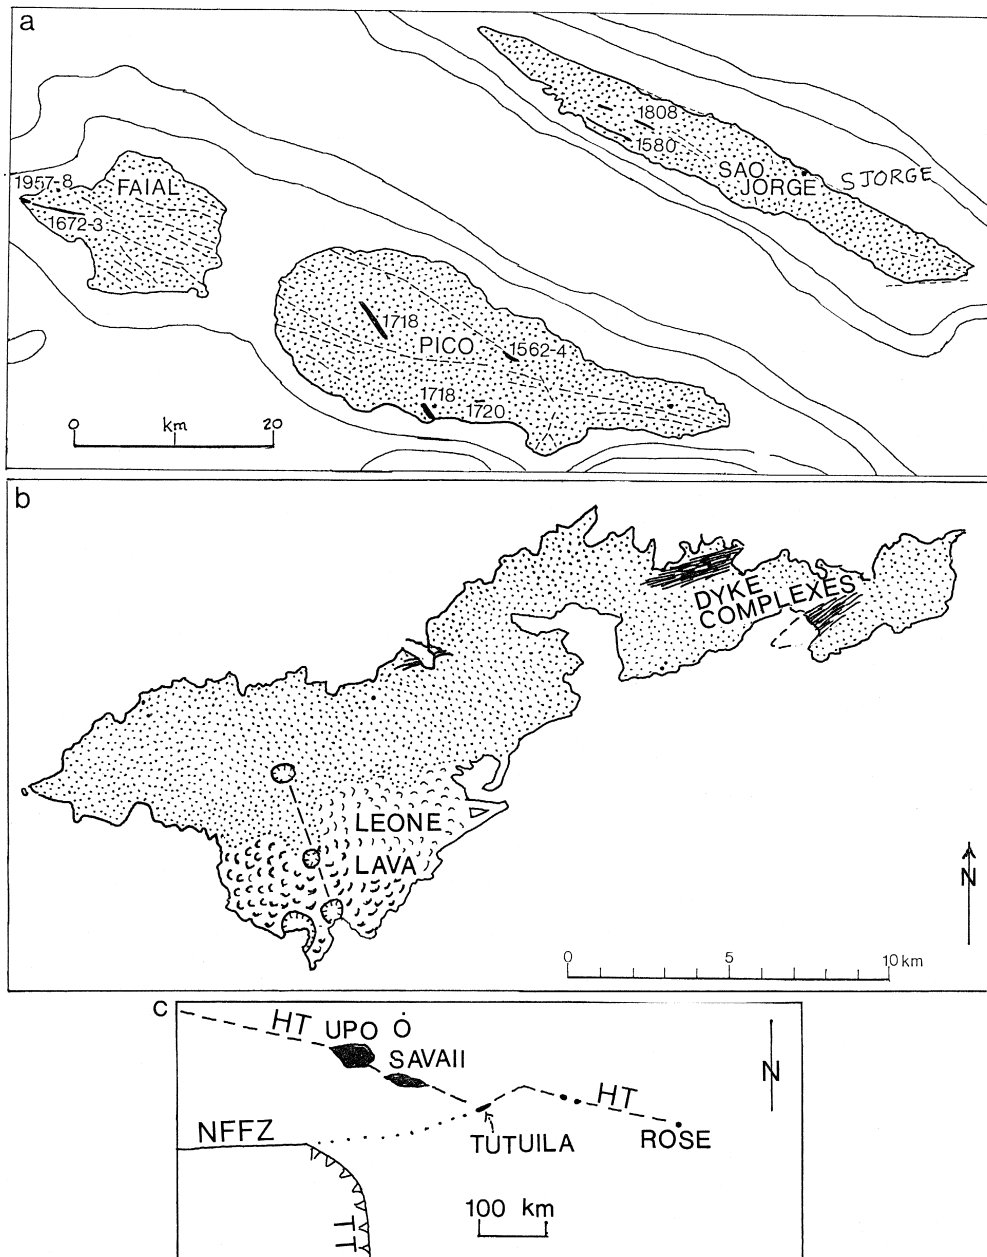 a
1808
1580
SAO
JORGE
SJORGE
1957-8
FAIAL
1672-3
1718
PICO
1562-4
1718
1720
0 km 20
b
DYKE
COMPLEXES
LEONE
LAVA
N
0 5 10 km
c
HT UPO O
SAVAII
HT
N
NFFZ
TUTUILA
ROSE
100 km
T
T